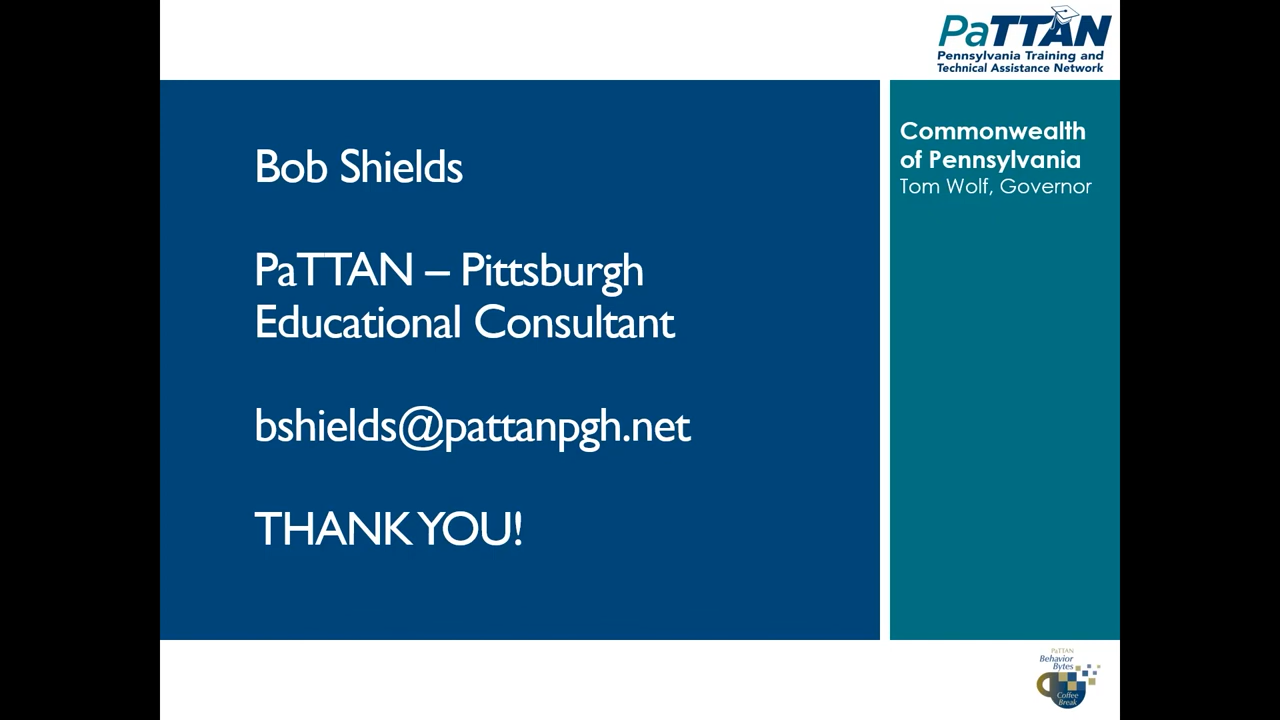 PaTTAN
Pennsylvania Training and
Technical Assistance Network
Bob Shields
PaTTAN – Pittsburgh
Educational Consultant
bshields@pattanpgh.net
THANK YOU!
Commonwealth
of Pennsylvania
Tom Wolf, Governor
PaTTAN
Behavior
Bytes
Coffee
Break